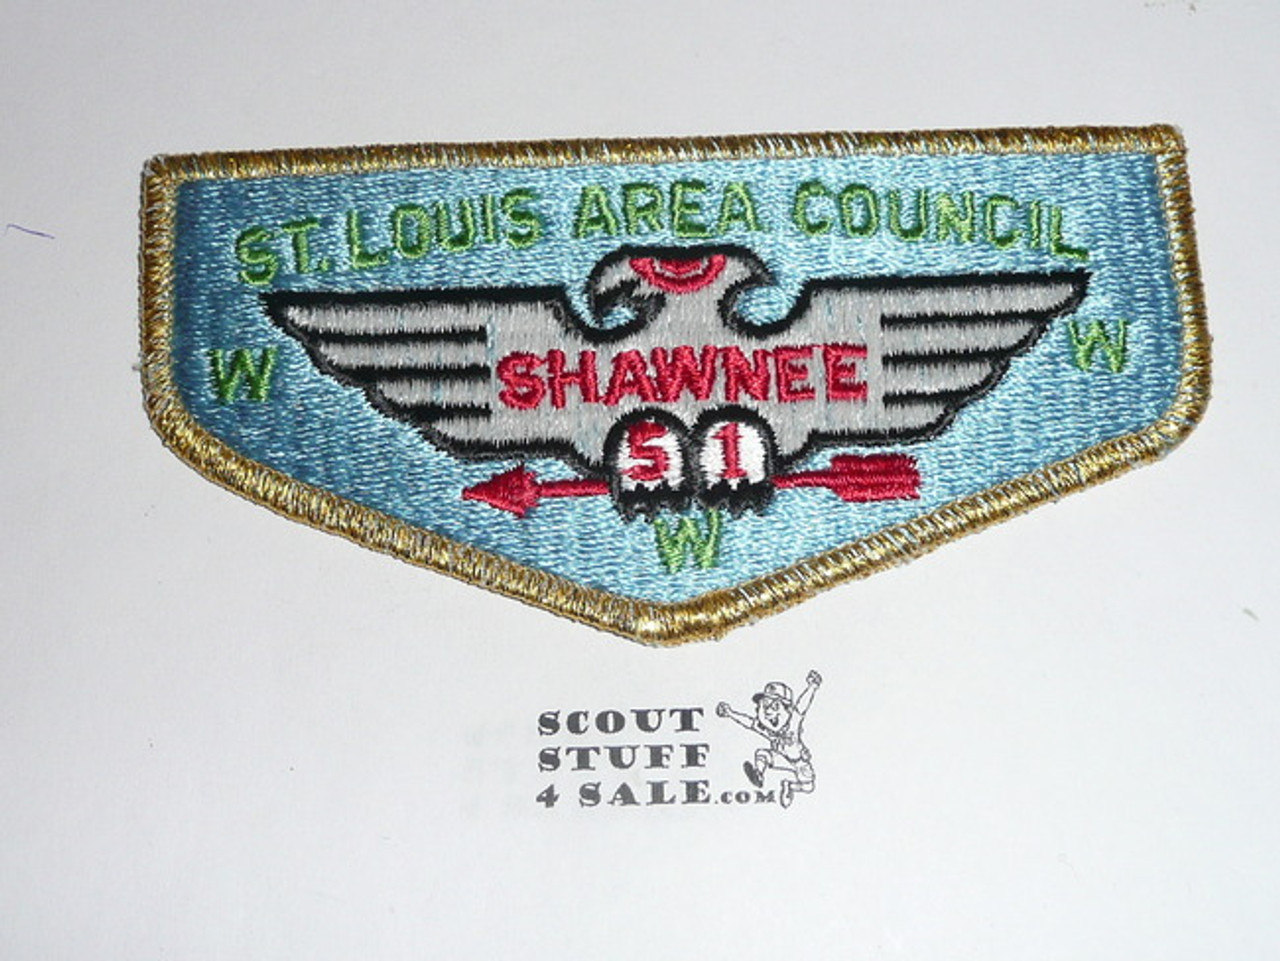 ST. LOUIS AREA COUNCIL
W W
SHAWNEE
51
W
SCOUT
STUFF
4 SALE.COM